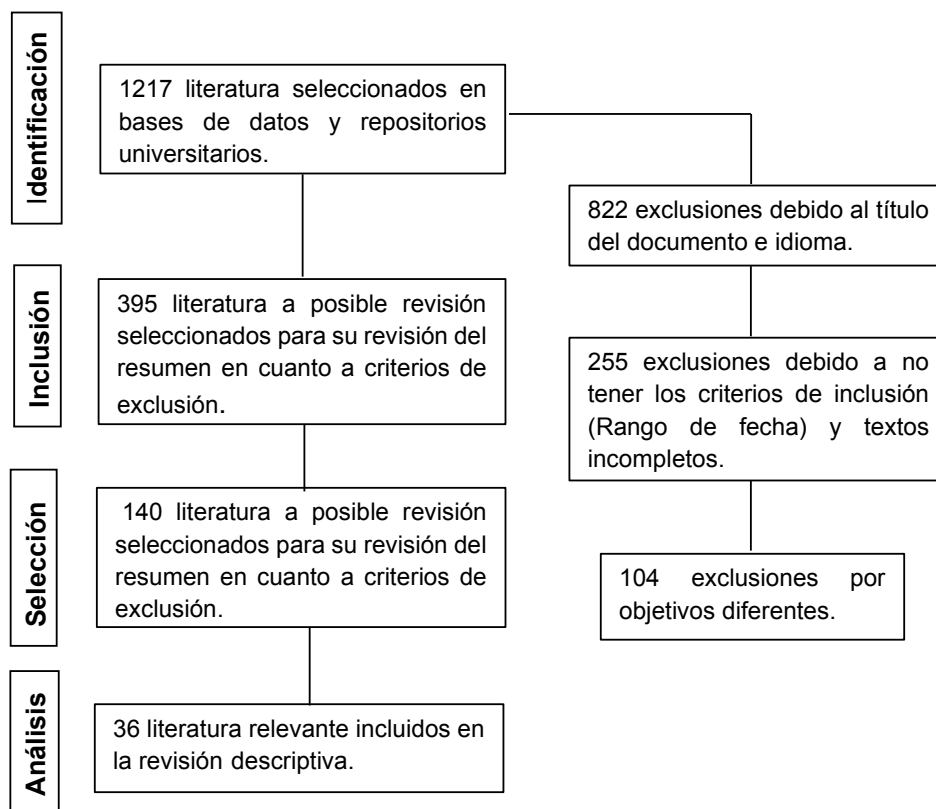 Identificación
1217 literatura seleccionados en
bases de datos y repositorios
universitarios.
822 exclusiones debido al título
del documento e idioma.
Inclusión
395 literatura a posible revisión
seleccionados para su revisión del
resumen en cuanto a criterios de
exclusión.
255 exclusiones debido a no
tener los criterios de inclusión
(Rango de fecha) y textos
incompletos.
Selección
140 literatura a posible revisión
seleccionados para su revisión del
resumen en cuanto a criterios de
exclusión.
104 exclusiones por
objetivos diferentes.
Análisis
36 literatura relevante incluidos en
la revisión descriptiva.